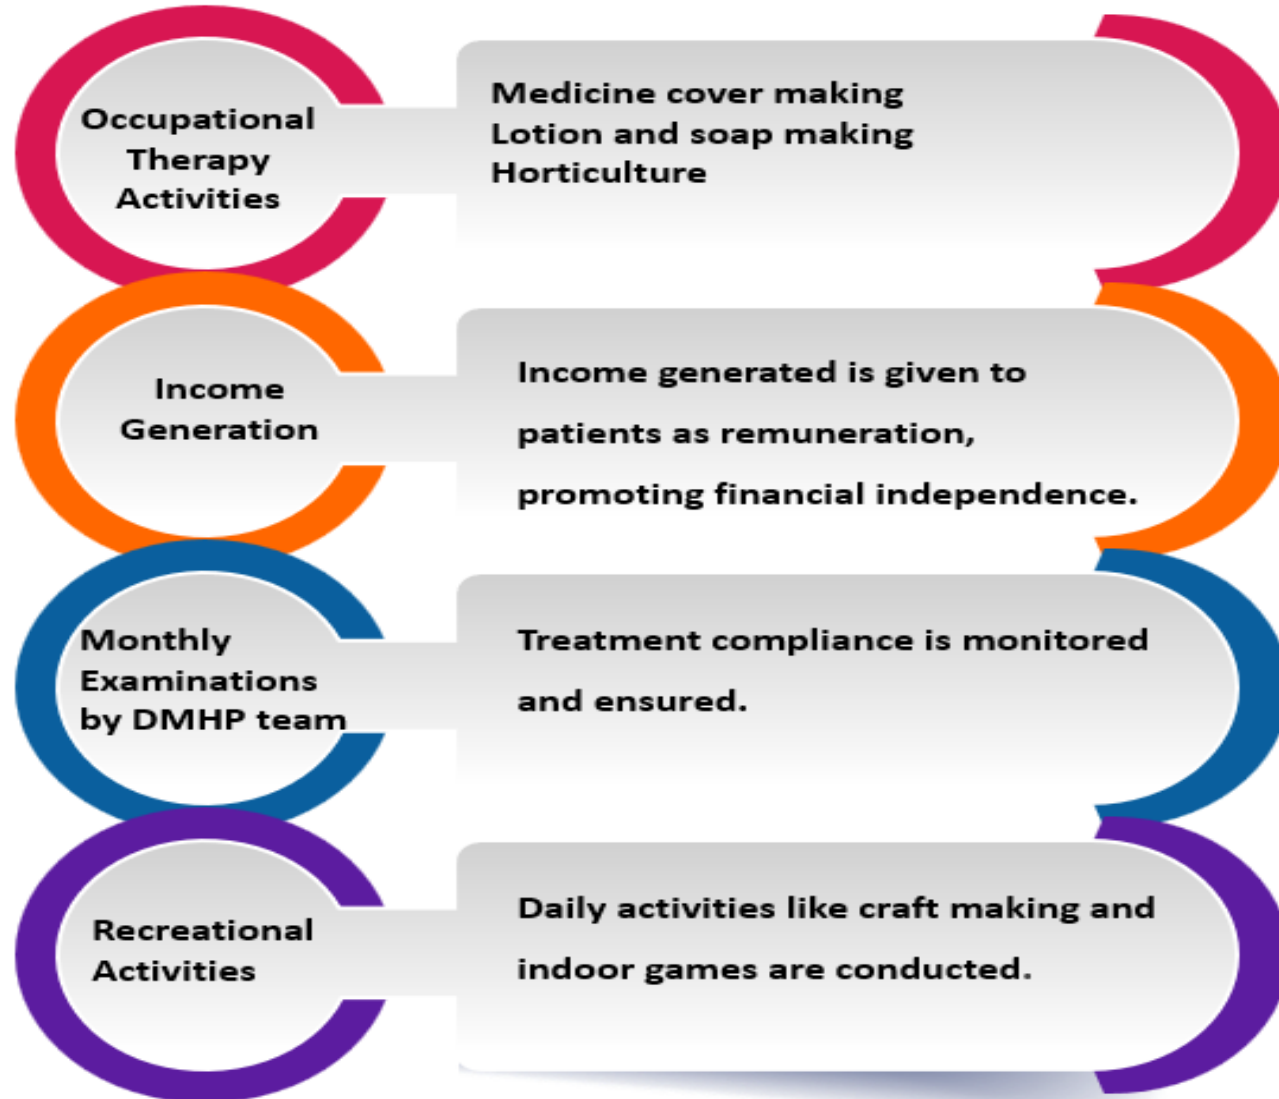 Occupational
Therapy
Activities
Medicine cover making
Lotion and soap making
Horticulture
Income
Generation
Income generated is given to
patients as remuneration,
promoting financial independence.
Monthly
Examinations
by DMHP team
Treatment compliance is monitored
and ensured.
Recreational
Activities
Daily activities like craft making and
indoor games are conducted.